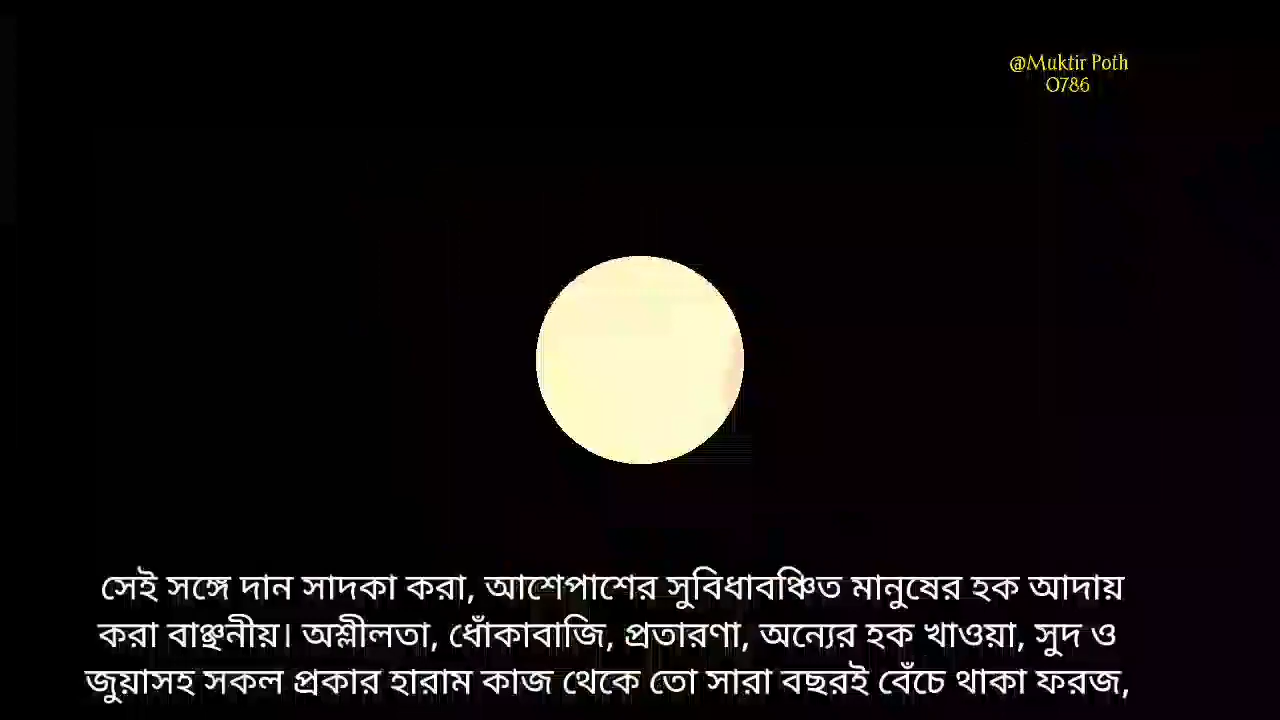 @Muktir Poth
0786
সেই সঙ্গে দান সাদকা করা, আশেপাশের সুবিধাবঞ্চিত মানুষের হক আদায়
করা বাঞ্ছনীয়। অশ্লীলতা, ধোঁকাবাজি, প্রতারণা, অন্যের হক খাওয়া, সুদ ও
জুয়াসহ সকল প্রকার হারাম কাজ থেকে তো সারা বছরই বেঁচে থাকা ফরজ,